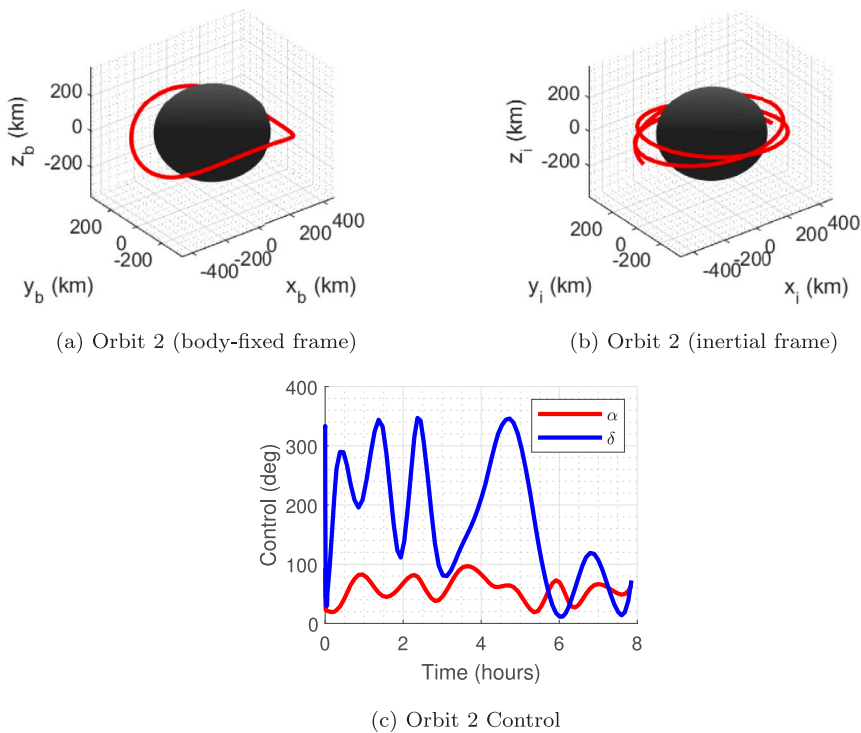 200
0
-200
z_b (km)
200
0
-200
y_b (km)
-400
-200
0
200
400
x_b (km)
(a) Orbit 2 (body-fixed frame)
200
0
-200
z_i (km)
200
0
-200
y_i (km)
-400
-200
0
200
400
x_i (km)
(b) Orbit 2 (inertial frame)
400
300
200
100
0
Control (deg)
α
δ
0 2 4 6 8
Time (hours)
(c) Orbit 2 Control